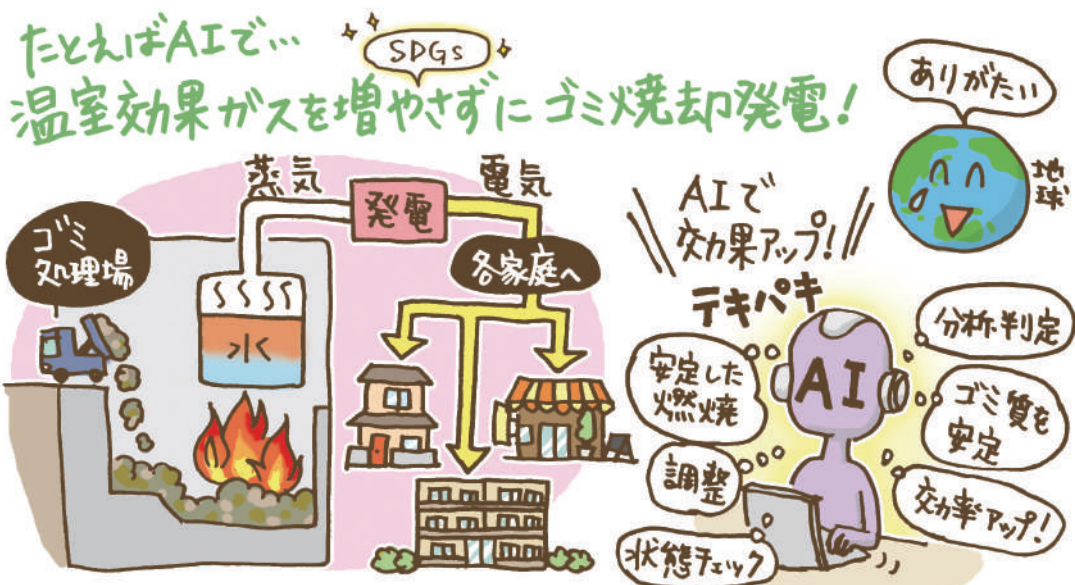 たとえばAIで…
SDGs
温室効果ガスを増やさずにゴミ焼却発電!
ありがたい
地球
蒸気
発電
電気
ゴミ
処理場
各家庭へ
水
AIで
効果アップ!!
テキパキ
安定した
燃焼
調整
状態チェック
AI
分析・判定
ゴミ質を
安定
効率アップ!